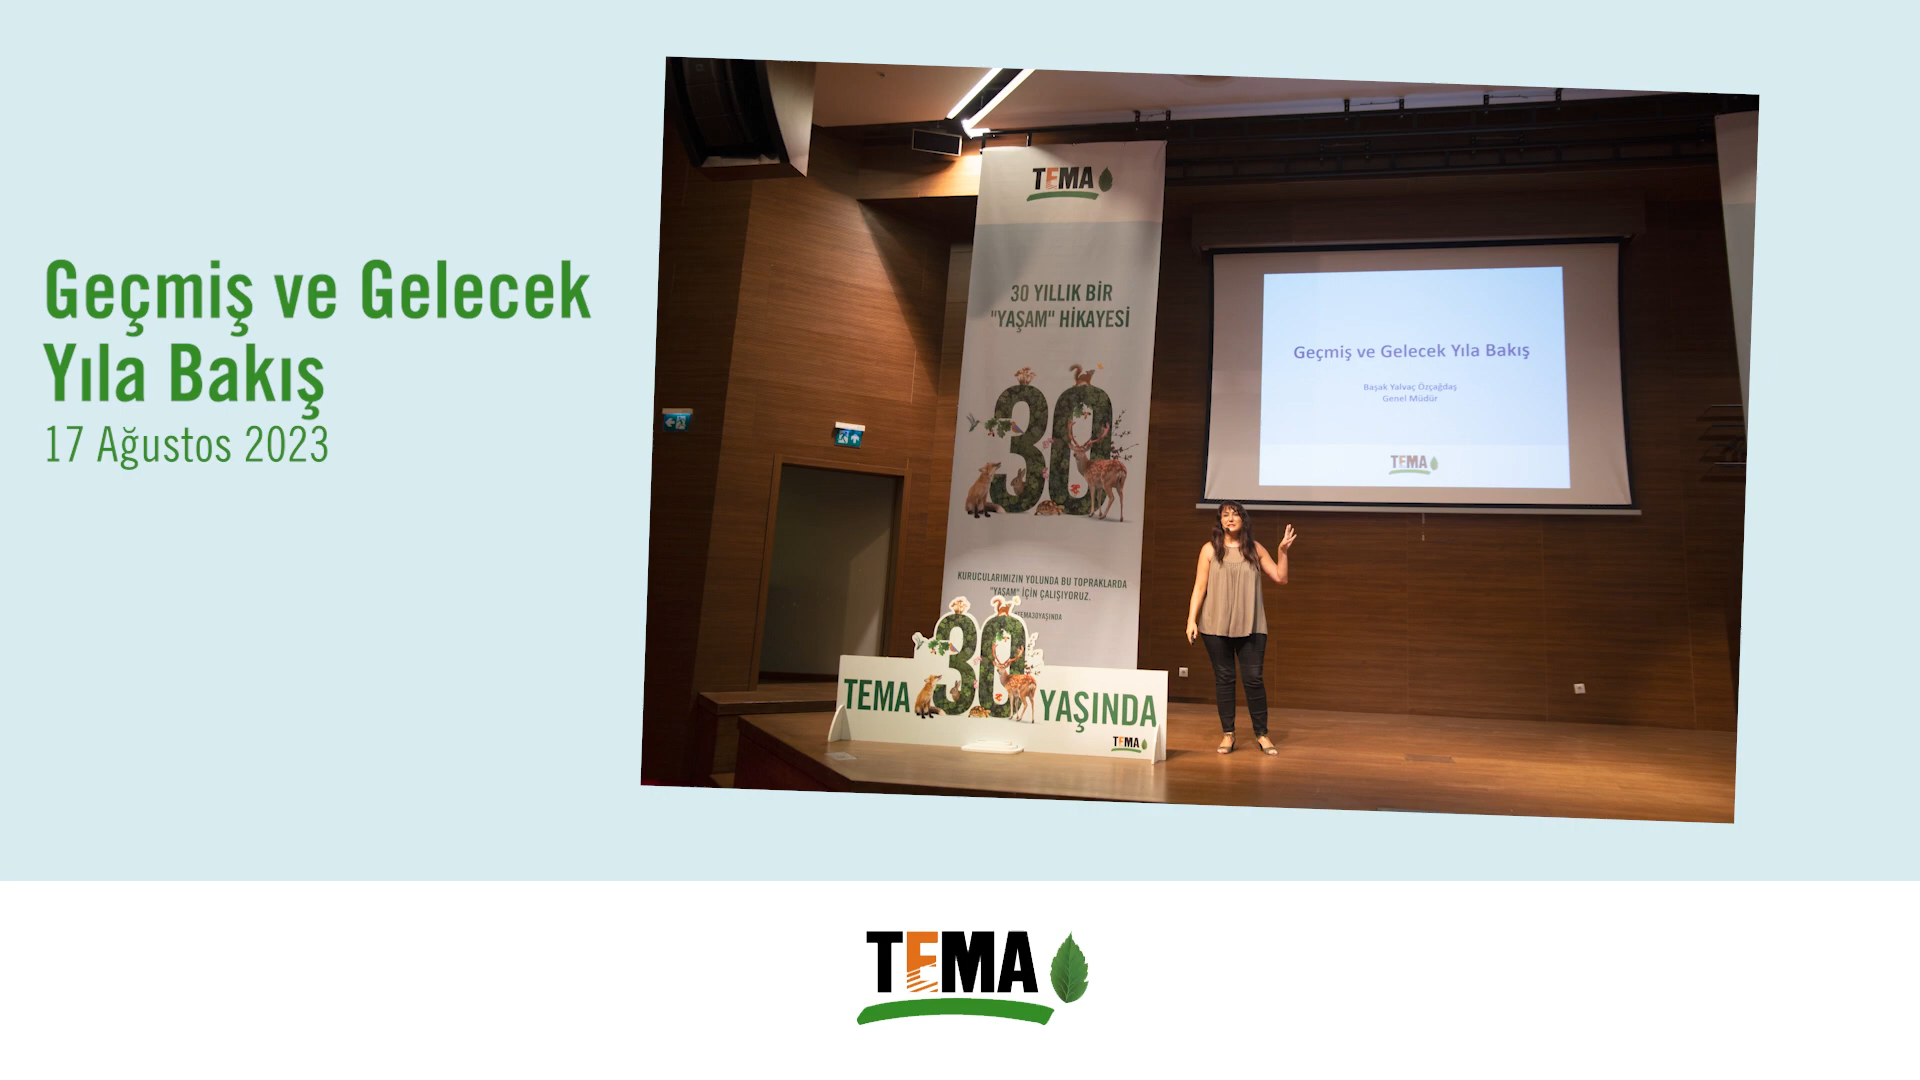 Geçmiş ve Gelecek
Yıla Bakış
17 Ağustos 2023
TEMA
30 YILLIK BİR
"YAŞAM" HİKAYESİ
30
KURUCULARIMIZIN YOLUNDA BU TOPRAKLARDA
"YAŞAM" İÇİN ÇALIŞIYORUZ.
Geçmiş ve Gelecek Yıla Bakış
Başak Yalvaç Özçağdaş
Genel Müdür
TEMA
TEMA 30 YAŞINDA
TEMA
TEMA